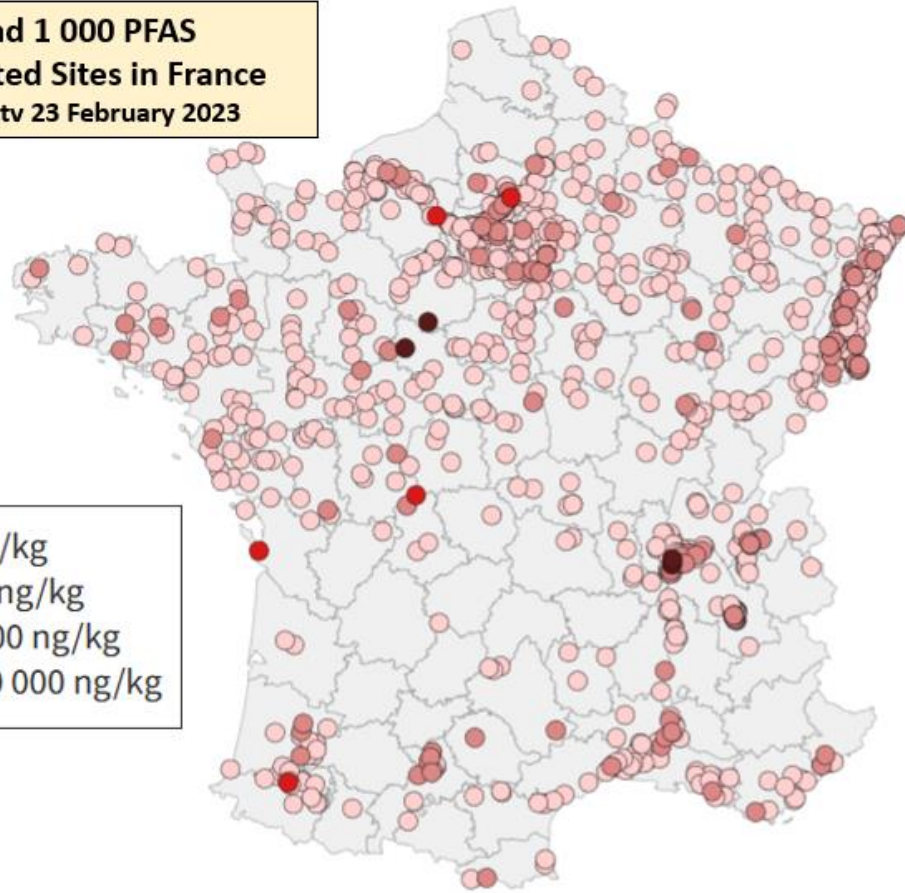 nd 1 000 PFAS
ted Sites in France
tv 23 February 2023
/kg
ng/kg
00 ng/kg
0 000 ng/kg